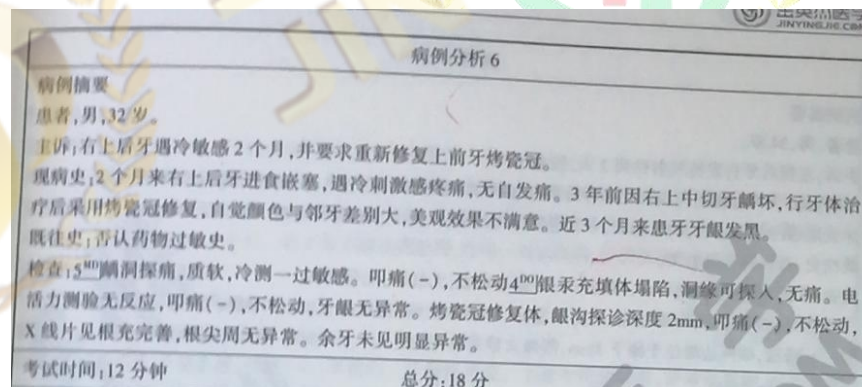 JINYINGJIE.COM
病例分析 6
病例摘要
患者,男,32岁。
主诉:右上后牙遇冷敏感2个月,并要求重新修复上前牙烤瓷冠。
现病史:2个月来右上后牙进食嵌塞,遇冷刺激感疼痛,无自发痛。3年前因右上中切牙龋坏,行牙体治
疗后采用烤瓷冠修复,自觉颜色与邻牙差别大,美观效果不满意。近3个月来患牙牙龈发黑。
既往史:否认药物过敏史。
检查:5 MO龋洞探痛,质软,冷测一过敏感。叩痛(-),不松动4 DO银汞充填体塌陷,洞缘可探入,无痛。电
活力测验无反应,叩痛(-),不松动,牙龈无异常。烤瓷冠修复体,龈沟探诊深度2mm,叩痛(-),不松动,
X线片见根充完善,根尖周无异常。余牙未见明显异常。
考试时间:12分钟
总分:18分